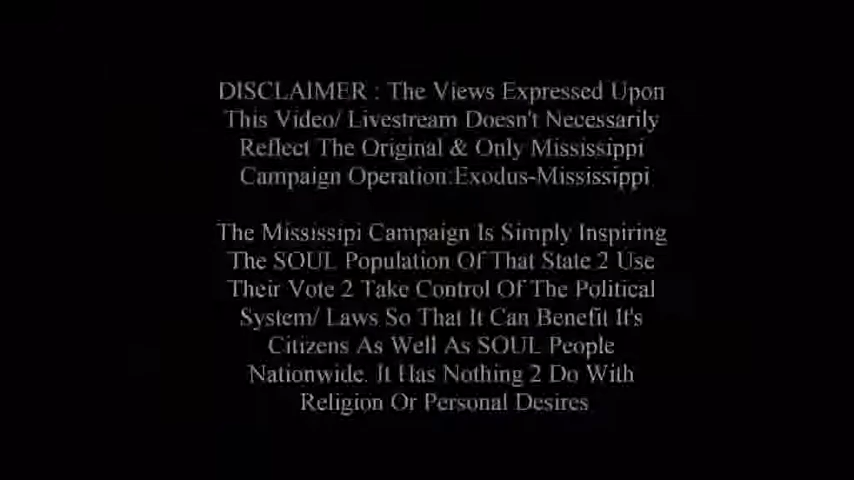 DISCLAIMER : The Views Expressed Upon
This Video/ Livestream Doesn't Necessarily
Reflect The Original & Only Mississippi
Campaign Operation:Exodus-Mississippi
The Mississipi Campaign Is Simply Inspiring
The SOUL Population Of That State 2 Use
Their Vote 2 Take Control Of The Political
System/ Laws So That It Can Benefit It's
Citizens As Well As SOUL People
Nationwide. It Has Nothing 2 Do With
Religion Or Personal Desires